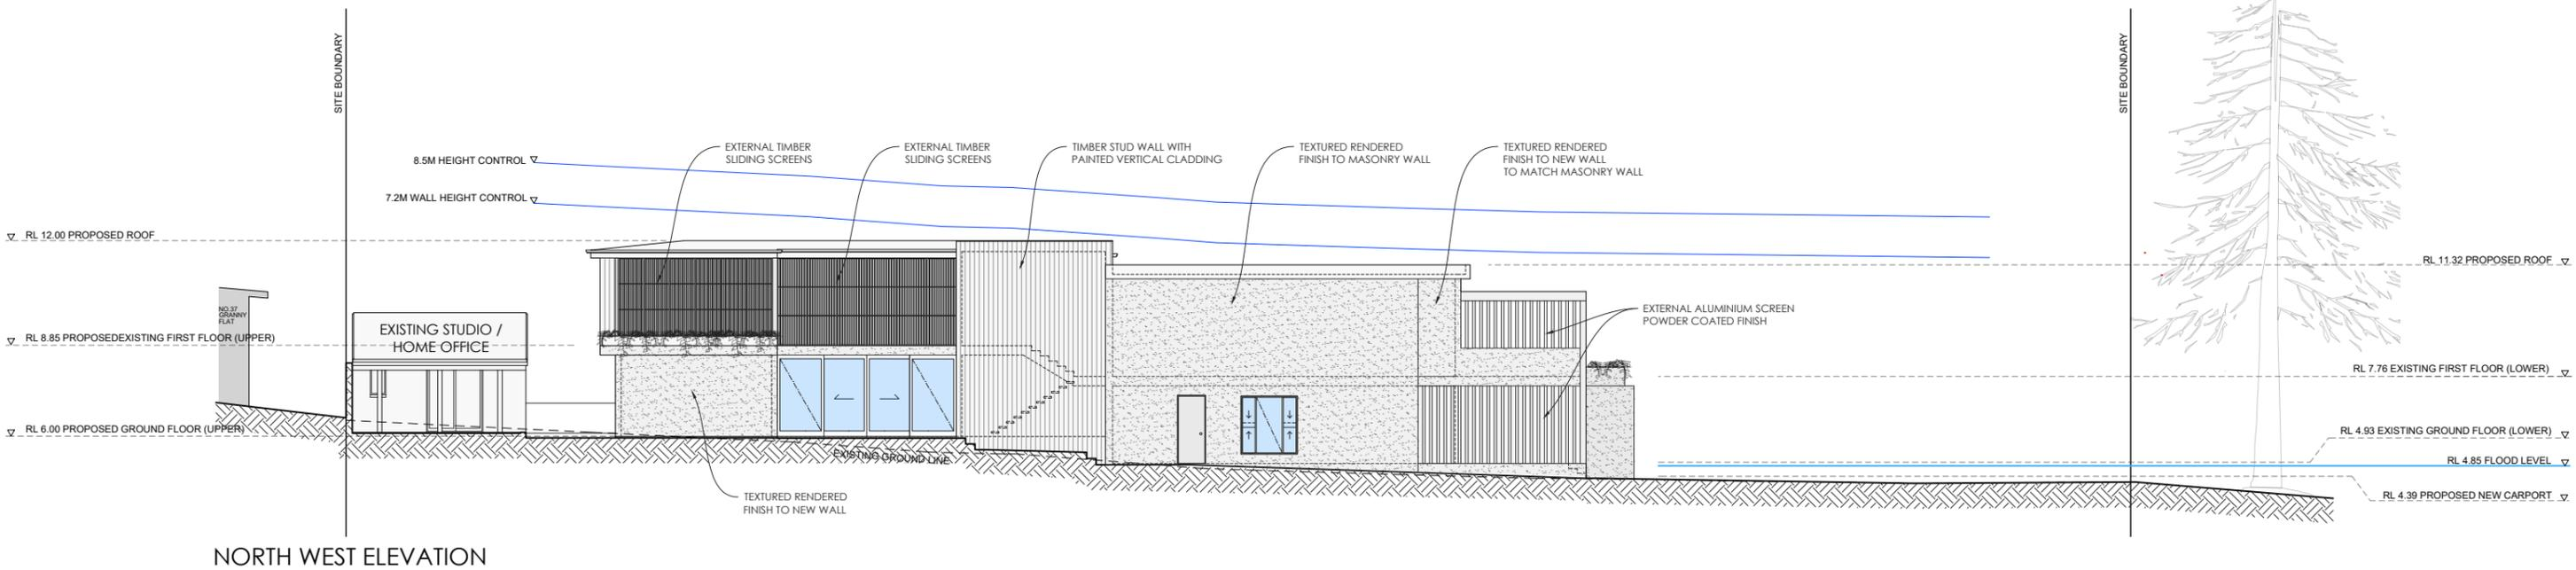 SITE BOUNDARY
SITE BOUNDARY
8.5M HEIGHT CONTROL
7.2M WALL HEIGHT CONTROL
EXTERNAL TIMBER
SLIDING SCREENS
EXTERNAL TIMBER
SLIDING SCREENS
TIMBER STUD WALL WITH
PAINTED VERTICAL CLADDING
TEXTURED RENDERED
FINISH TO MASONRY WALL
TEXTURED RENDERED
FINISH TO NEW WALL
TO MATCH MASONRY WALL
RL 12.00 PROPOSED ROOF
RL 11.32 PROPOSED ROOF
NO.37
GRANNY
FLAT
EXISTING STUDIO /
HOME OFFICE
EXTERNAL ALUMINIUM SCREEN
POWDER COATED FINISH
RL 8.85 PROPOSEDEXISTING FIRST FLOOR (UPPER)
RL 7.76 EXISTING FIRST FLOOR (LOWER)
RL 6.00 PROPOSED GROUND FLOOR (UPPER)
RL 4.93 EXISTING GROUND FLOOR (LOWER)
EXISTING GROUND LINE
RL 4.85 FLOOD LEVEL
RL 4.39 PROPOSED NEW CARPORT
TEXTURED RENDERED
FINISH TO NEW WALL
NORTH WEST ELEVATION